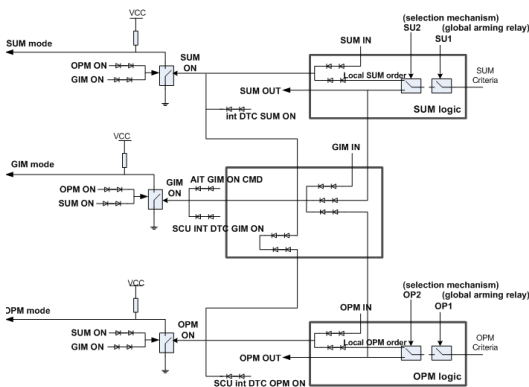 (selection mechanism)
(global arming relay)
SU2
SU1
VCC
SUM mode
SUM
ON
SUM IN
OPM ON
GIM ON
Local SUM order
SUM
Criteria
SUM OUT
SUM logic
int DTC SUM ON
VCC
GIM IN
GIM mode
GIM
ON
AIT GIM ON CMD
OPM ON
SUM ON
SCU INT DTC GIM ON
VCC
(selection mechanism)
(global arming relay)
OP2
OP1
OPM mode
OPM
ON
OPM IN
SUM ON
GIM ON
Local OPM order
OPM
Criteria
OPM OUT
OPM logic
SCU int DTC OPM ON